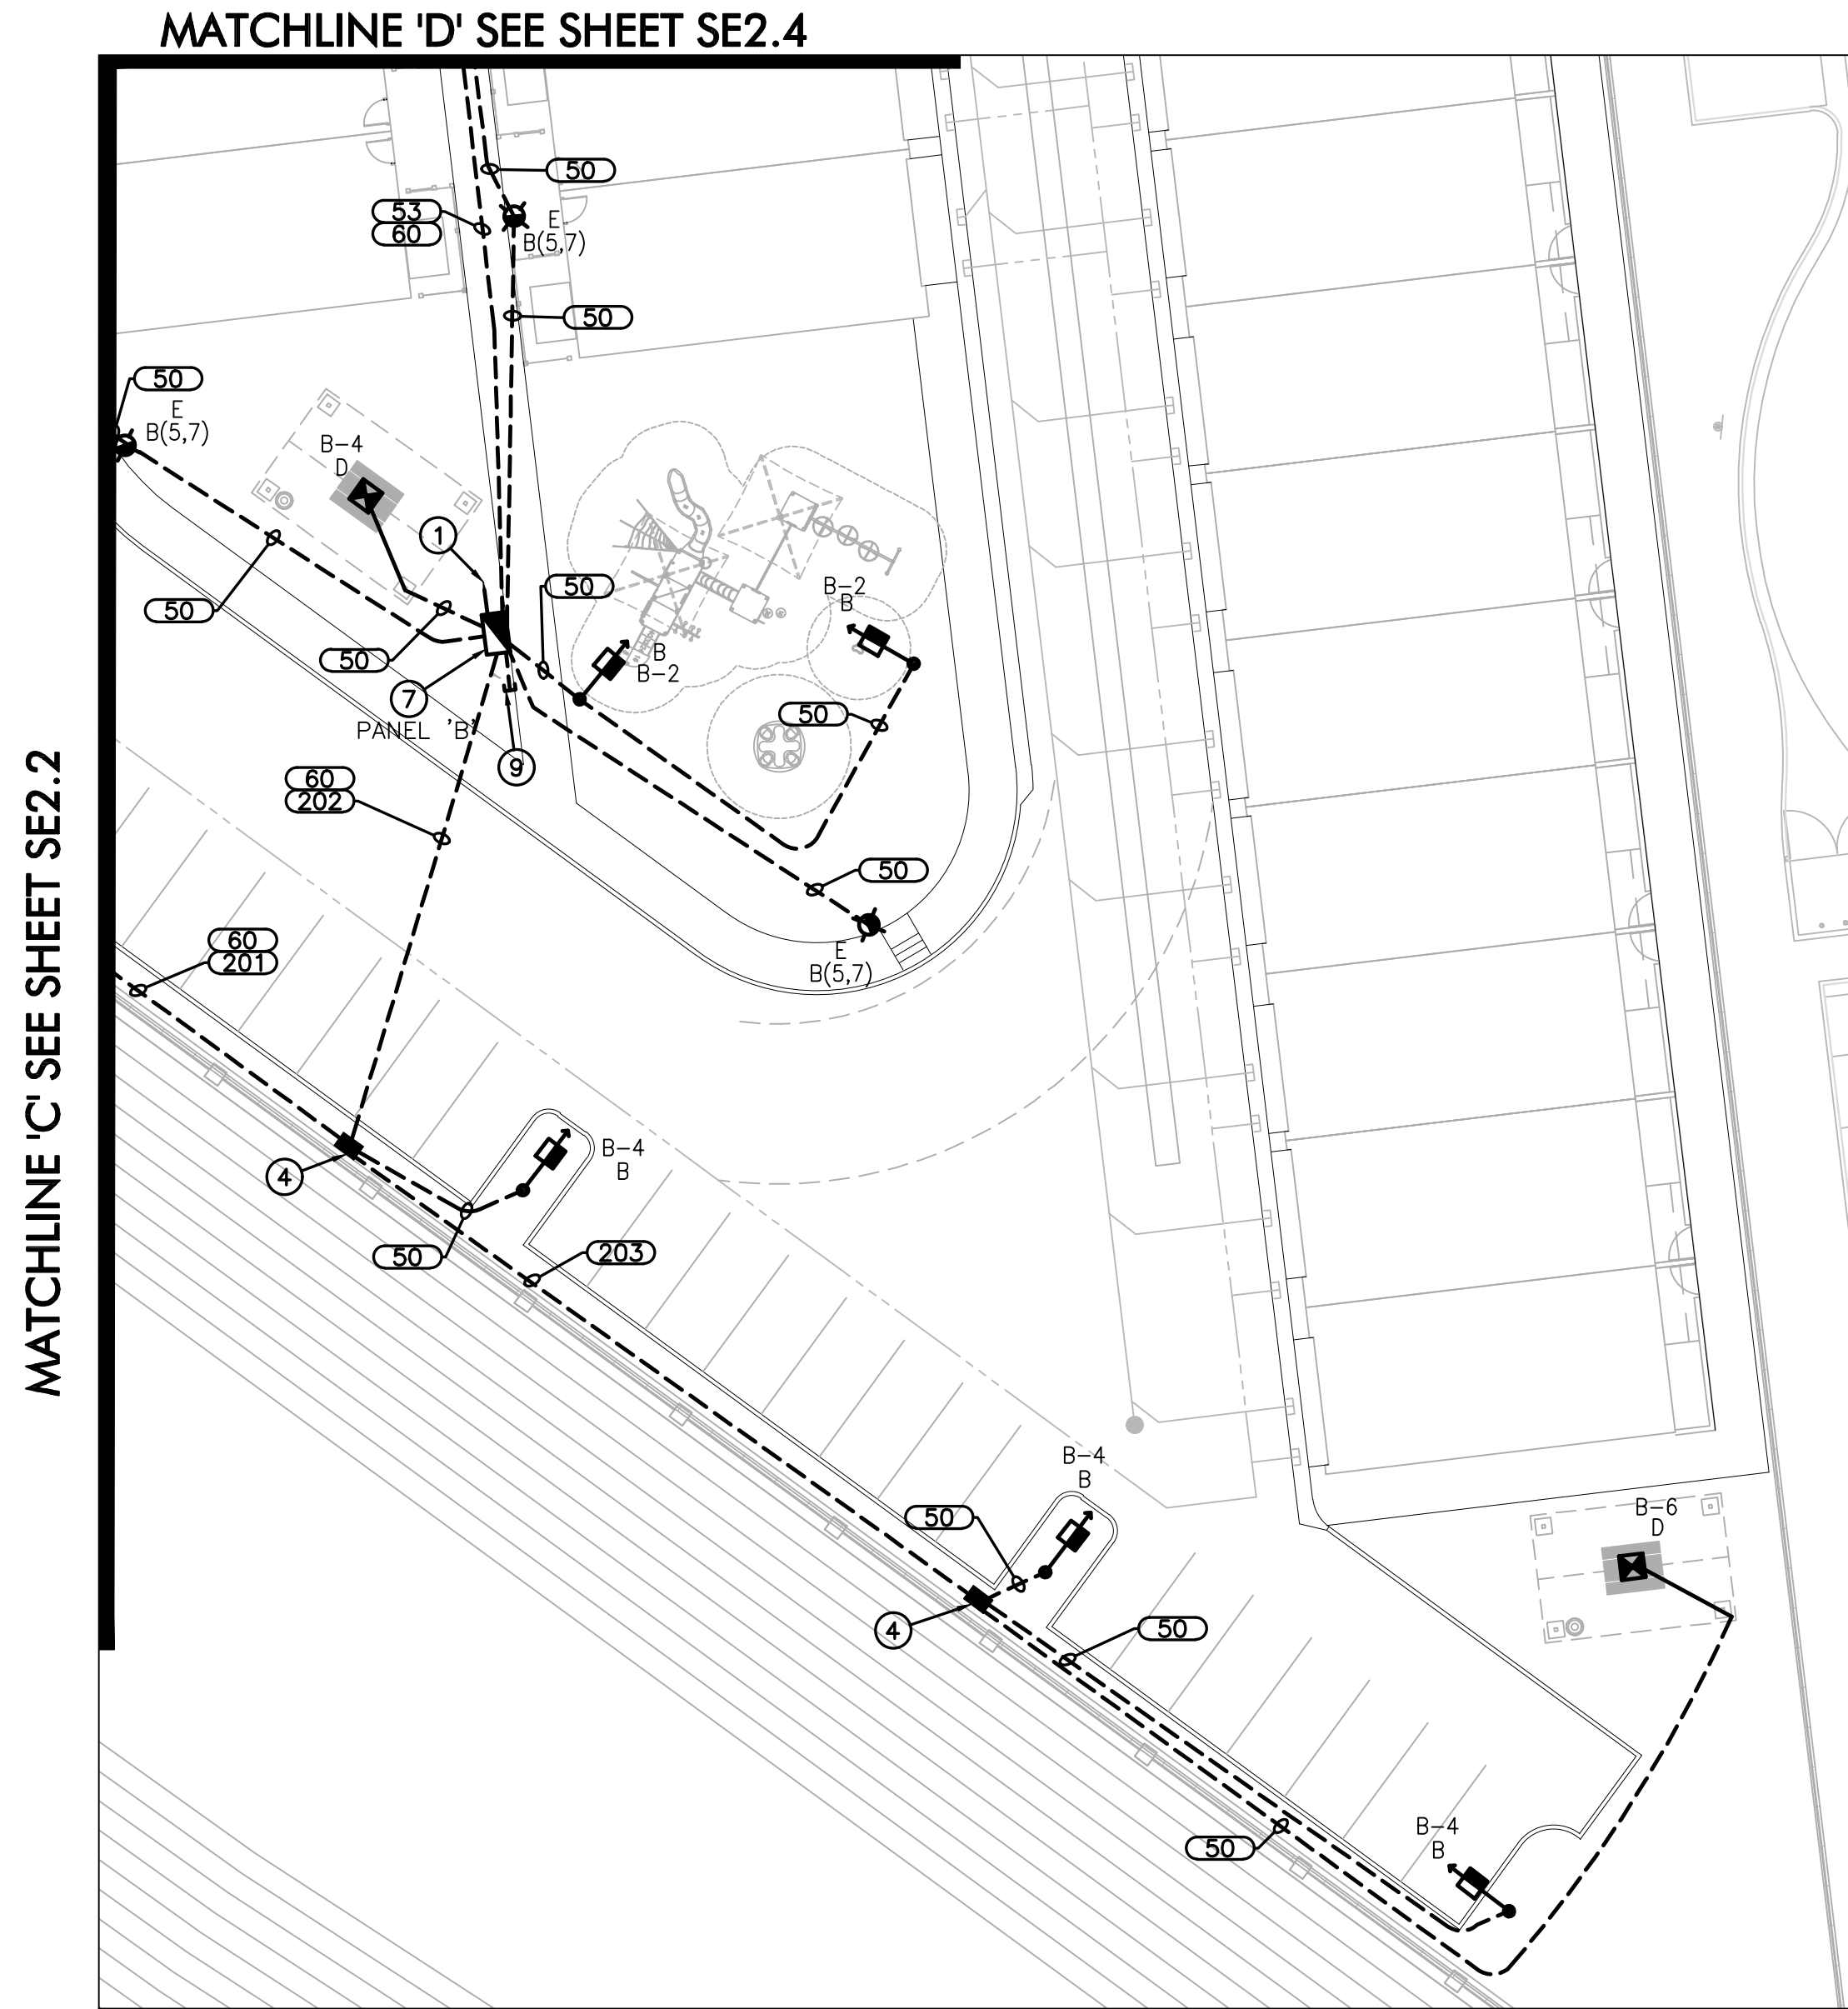 MATCHLINE 'D' SEE SHEET SE2.4
MATCHLINE 'C' SEE SHEET SE2.2
50
53
60
E
B(5,7)
50
50
E
B(5,7)
B-4
D
1
50
50
50
7
PANEL 'B'
9
B
B-2
B-2
B
50
60
202
50
E
B(5,7)
60
201
4
B-4
B
50
203
B-4
B
50
4
50
B-6
D
50
B-4
B